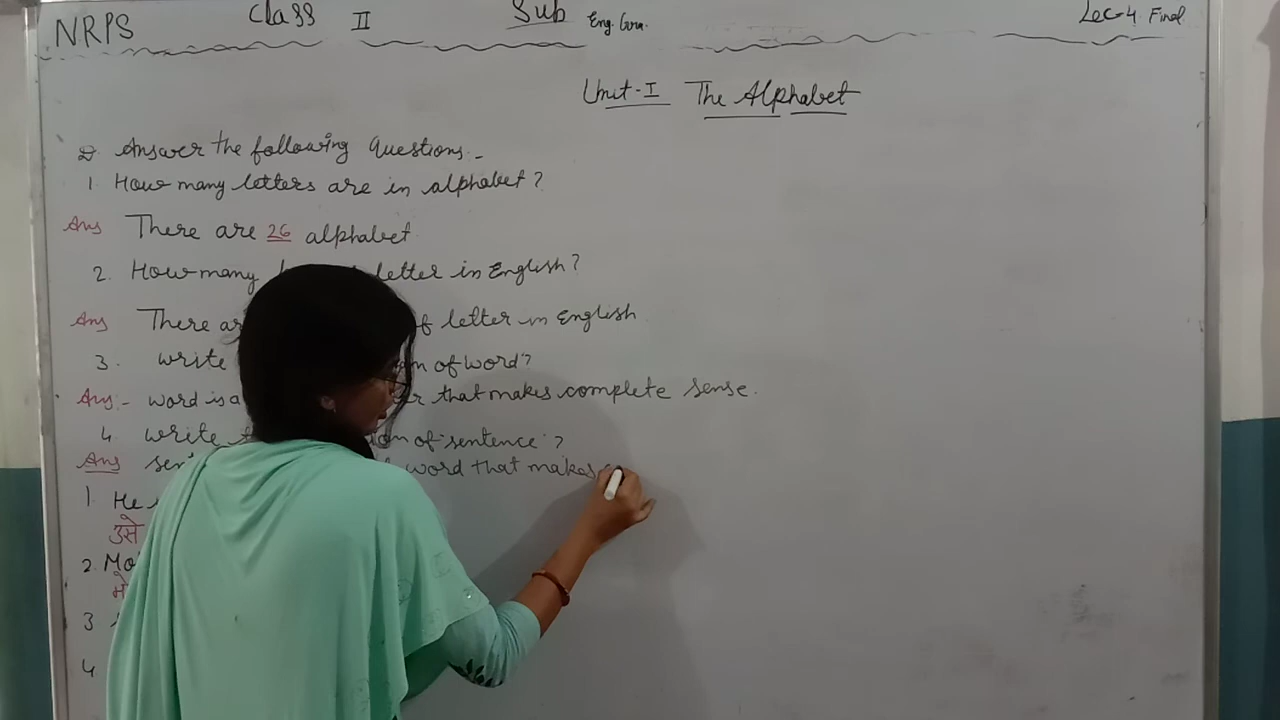 NRPS Class II Sub Eng. Gra. Lec-4 Final
Unit-I The Alphabet
Answer the following Questions:-
1. How many letters are in alphabet?
Ans There are 26 alphabet
2. How many letter in English?
Ans There are of letter in English
3. write of word?
Ans:- word is a that makes complete sense.
4. write of "sentence"?
Ans word that makes
1 He
उसे
2. Mo
3
4